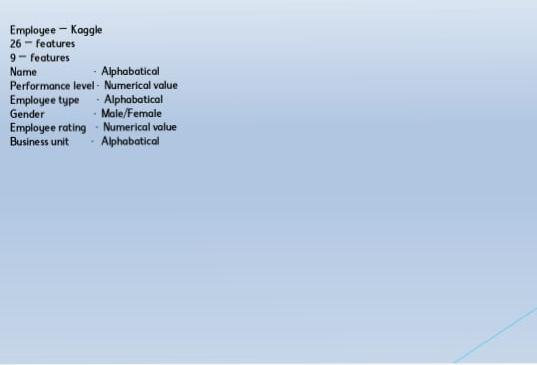 Employee – Kaggle
26 – features
9 – features
Name - Alphabatical
Performance level - Numerical value
Employee type - Alphabatical
Gender - Male/Female
Employee rating - Numerical value
Business unit - Alphabatical